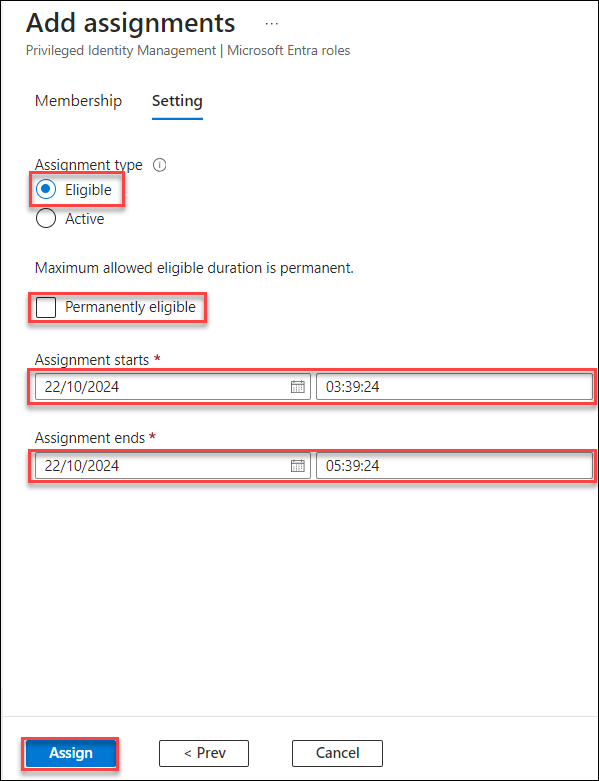 Add assignments ...
Privileged Identity Management | Microsoft Entra roles
Membership Setting
Assignment type
Eligible
Active
Maximum allowed eligible duration is permanent.
Permanently eligible
Assignment starts *
22/10/2024 03:39:24
Assignment ends *
22/10/2024 05:39:24
Assign < Prev Cancel